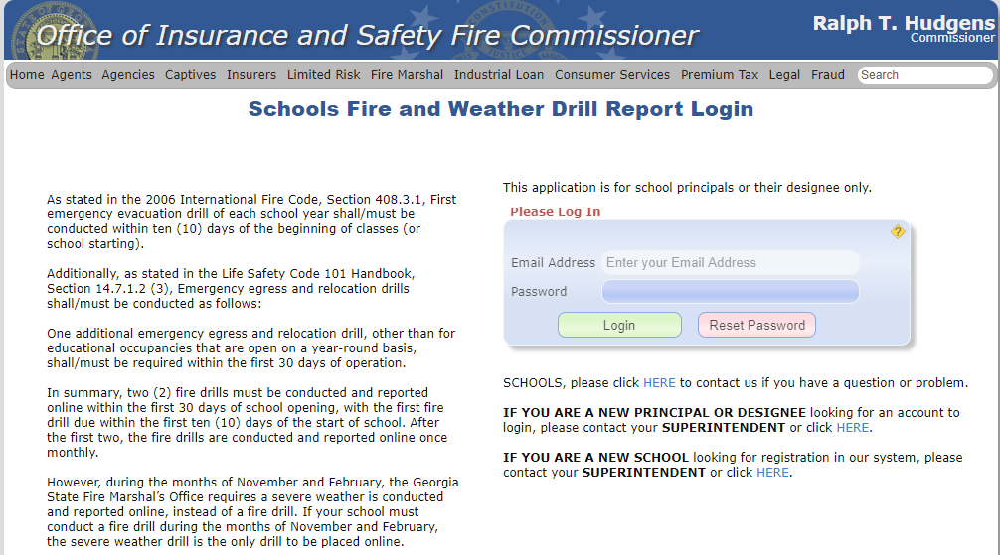 Office of Insurance and Safety Fire Commissioner
Ralph T. Hudgens
Commissioner
Home Agents Agencies Captives Insurers Limited Risk Fire Marshal Industrial Loan Consumer Services Premium Tax Legal Fraud Search
Schools Fire and Weather Drill Report Login
As stated in the 2006 International Fire Code, Section 408.3.1, First
emergency evacuation drill of each school year shall/must be
conducted within ten (10) days of the beginning of classes (or
school starting).
Additionally, as stated in the Life Safety Code 101 Handbook,
Section 14.7.1.2 (3), Emergency egress and relocation drills
shall/must be conducted as follows:
One additional emergency egress and relocation drill, other than for
educational occupancies that are open on a year-round basis,
shall/must be required within the first 30 days of operation.
In summary, two (2) fire drills must be conducted and reported
online within the first 30 days of school opening, with the first fire
drill due within the first ten (10) days of the start of school. After
the first two, the fire drills are conducted and reported online once
monthly.
However, during the months of November and February, the Georgia
State Fire Marshal's Office requires a severe weather is conducted
and reported online, instead of a fire drill. If your school must
conduct a fire drill during the months of November and February,
the severe weather drill is the only drill to be placed online.
This application is for school principals or their designee only.
Please Log In
?
Email Address Enter your Email Address
Password
Login Reset Password
SCHOOLS, please click HERE to contact us if you have a question or problem.
IF YOU ARE A NEW PRINCIPAL OR DESIGNEE looking for an account to
login, please contact your SUPERINTENDENT or click HERE.
IF YOU ARE A NEW SCHOOL looking for registration in our system, please
contact your SUPERINTENDENT or click HERE.